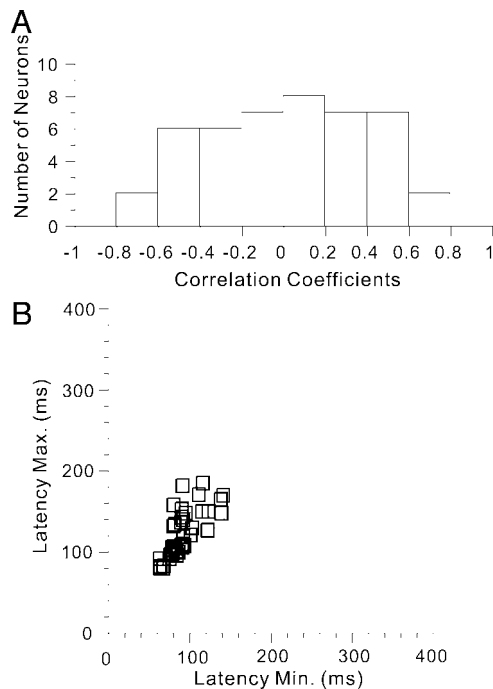 A
Number of Neurons
10
8
6
4
2
0
-1 -0.8 -0.6 -0.4 -0.2 0 0.2 0.4 0.6 0.8 1
Correlation Coefficients
B
Latency Max. (ms)
400
300
200
100
0
0 100 200 300 400
Latency Min. (ms)